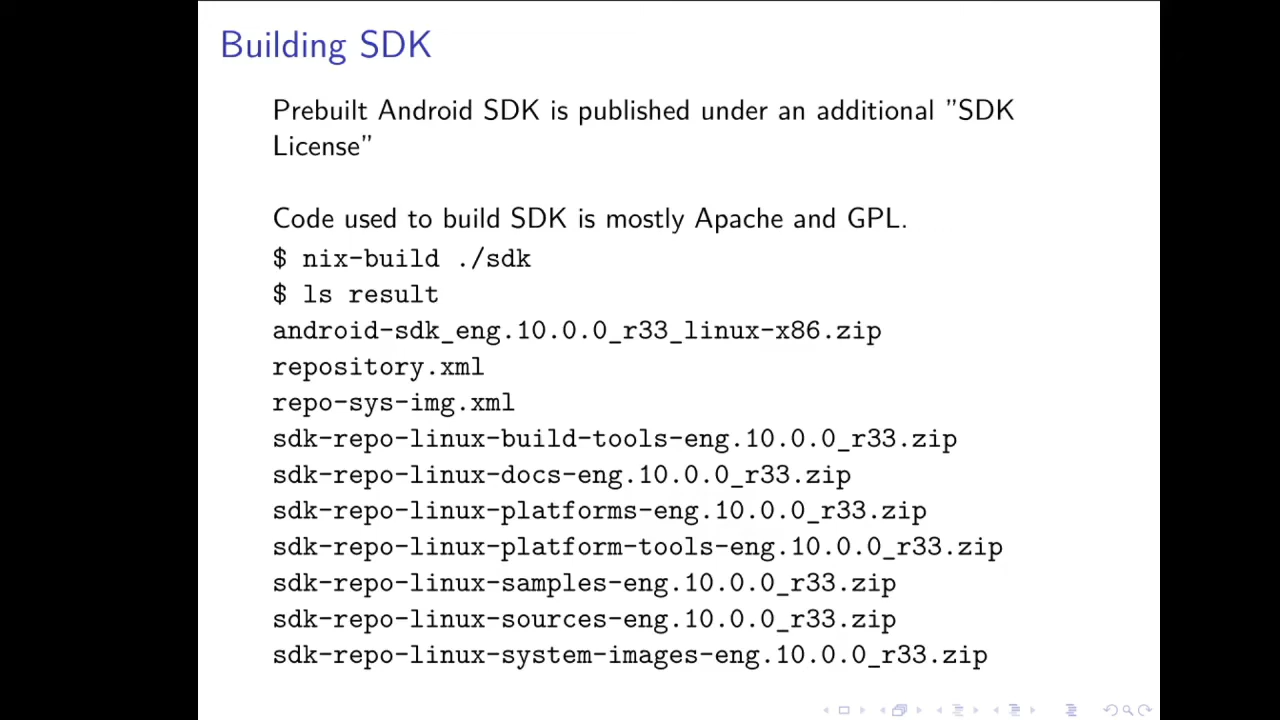 Building SDK
Prebuilt Android SDK is published under an additional ”SDK
License”
Code used to build SDK is mostly Apache and GPL.
$ nix-build ./sdk
$ ls result
android-sdk_eng.10.0.0_r33_linux-x86.zip
repository.xml
repo-sys-img.xml
sdk-repo-linux-build-tools-eng.10.0.0_r33.zip
sdk-repo-linux-docs-eng.10.0.0_r33.zip
sdk-repo-linux-platforms-eng.10.0.0_r33.zip
sdk-repo-linux-platform-tools-eng.10.0.0_r33.zip
sdk-repo-linux-samples-eng.10.0.0_r33.zip
sdk-repo-linux-sources-eng.10.0.0_r33.zip
sdk-repo-linux-system-images-eng.10.0.0_r33.zip